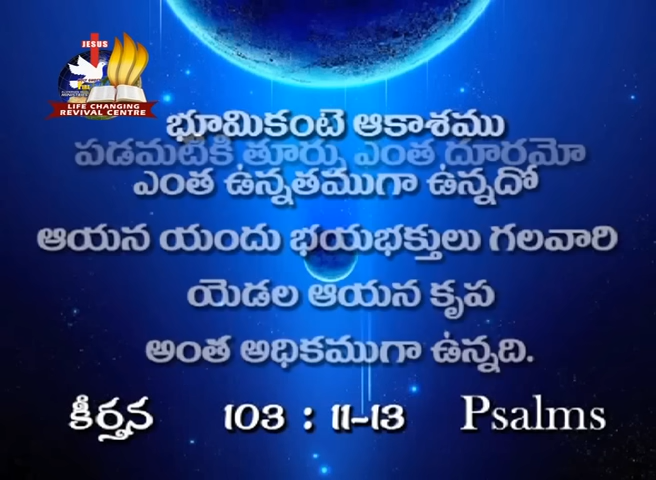 JESUS
LIFE CHANGING
REVIVAL CENTRE
భూమికంటె ఆకాశము
పడమటికి తూర్పు ఎంత దూరమో
ఎంత ఉన్నతముగా ఉన్నదో
ఆయన యందు భయభక్తులు గలవారి
యెడల ఆయన కృప
అంత అధికముగా ఉన్నది.
కీర్తన 103 : 11-13 Psalms